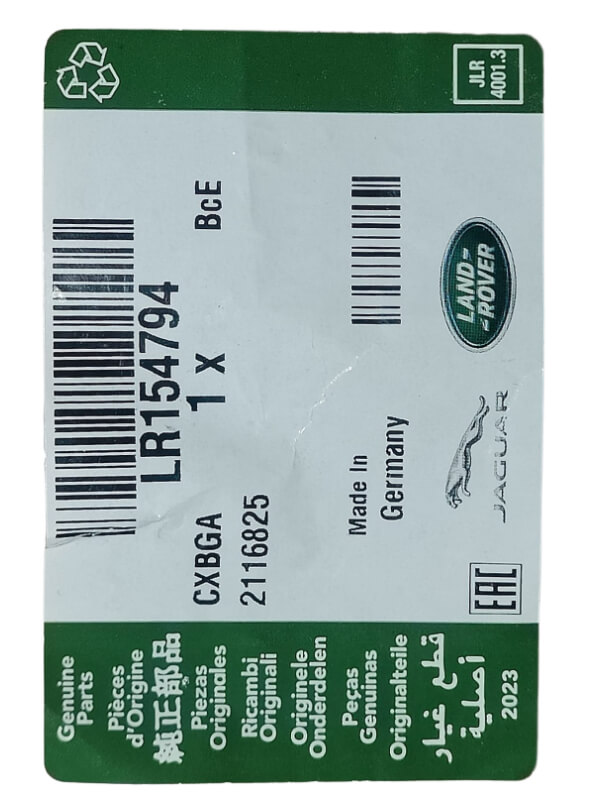 Genuine
Parts
Pièces
d'Origine
純正部品
Piezas
Originales
Ricambi
Originali
Originele
Onderdelen
Peças
Genuinas
Originalteile
قطع غيار
أصلية
2023
LR154794
CXBGA 1 X BcE
2116825
Made In
Germany
EAC
JAGUAR
LAND-
-ROVER
JLR
4001.3